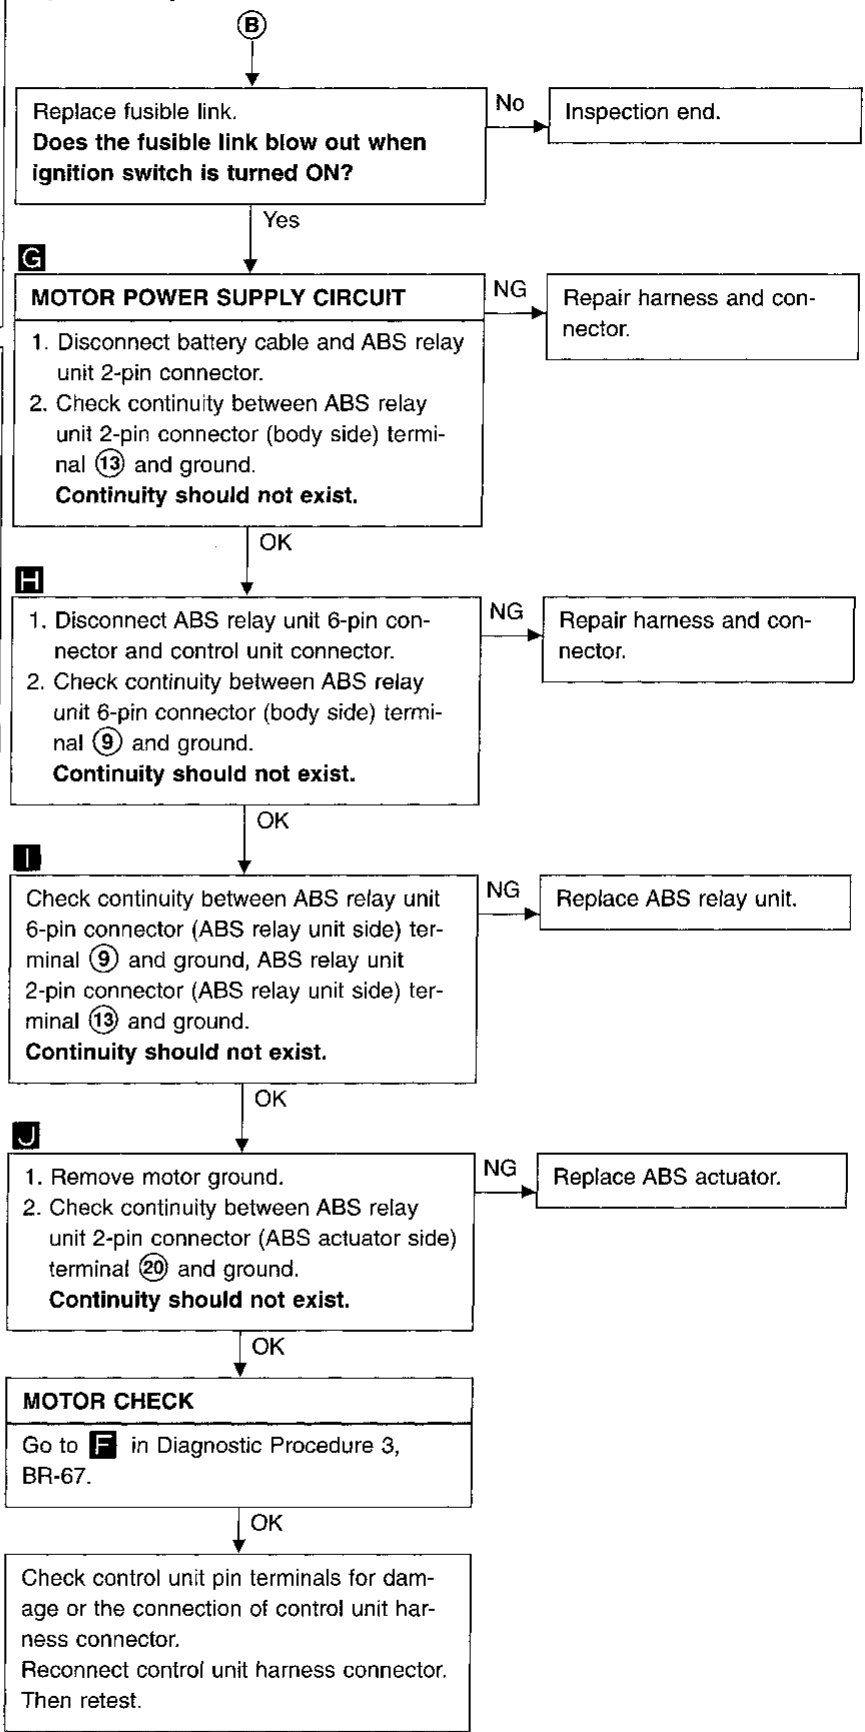 B
Replace fusible link.
Does the fusible link blow out when
ignition switch is turned ON?
No
Inspection end.
Yes
G
MOTOR POWER SUPPLY CIRCUIT
1. Disconnect battery cable and ABS relay
unit 2-pin connector.
2. Check continuity between ABS relay
unit 2-pin connector (body side) termi-
nal ⑬ and ground.
Continuity should not exist.
NG
Repair harness and con-
nector.
OK
H
1. Disconnect ABS relay unit 6-pin con-
nector and control unit connector.
2. Check continuity between ABS relay
unit 6-pin connector (body side) termi-
nal ⑨ and ground.
Continuity should not exist.
NG
Repair harness and con-
nector.
OK
I
Check continuity between ABS relay unit
6-pin connector (ABS relay unit side) ter-
minal ⑨ and ground, ABS relay unit
2-pin connector (ABS relay unit side) ter-
minal ⑬ and ground.
Continuity should not exist.
NG
Replace ABS relay unit.
OK
J
1. Remove motor ground.
2. Check continuity between ABS relay
unit 2-pin connector (ABS actuator side)
terminal ⑳ and ground.
Continuity should not exist.
NG
Replace ABS actuator.
OK
MOTOR CHECK
Go to F in Diagnostic Procedure 3,
BR-67.
OK
Check control unit pin terminals for dam-
age or the connection of control unit har-
ness connector.
Reconnect control unit harness connector.
Then retest.